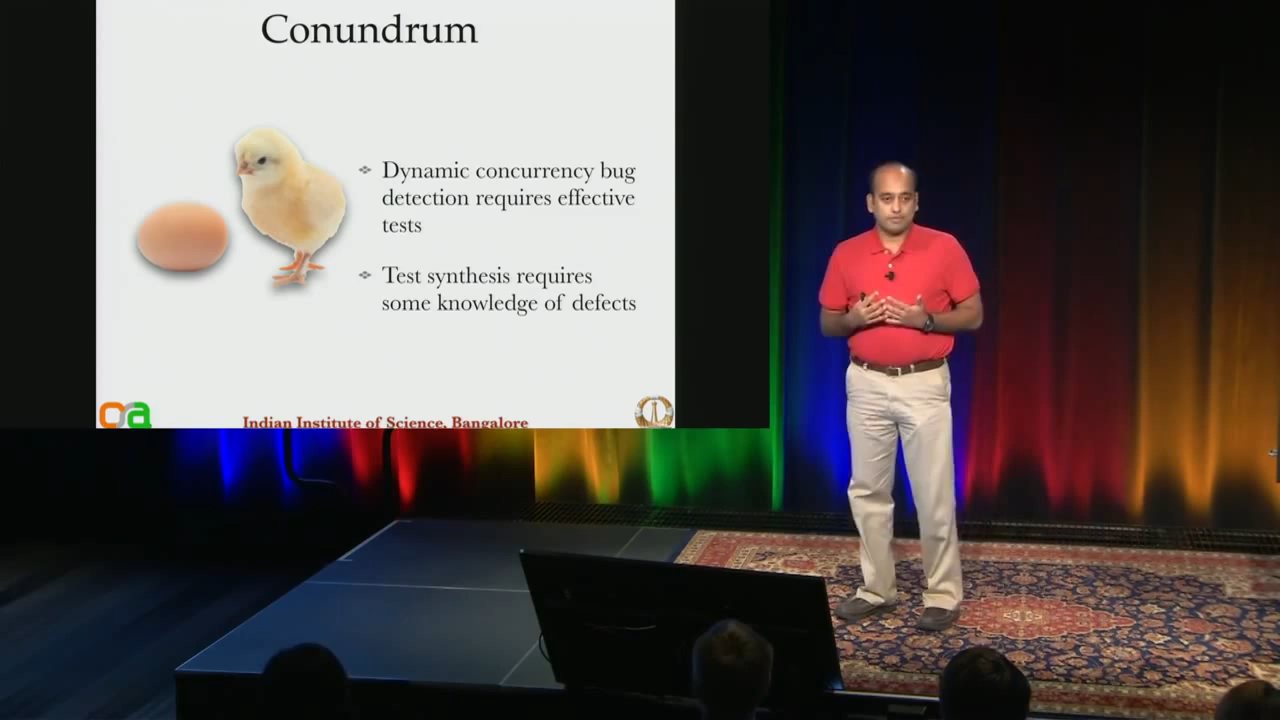 Conundrum
Dynamic concurrency bug
detection requires effective
tests
Test synthesis requires
some knowledge of defects
Indian Institute of Science, Bangalore